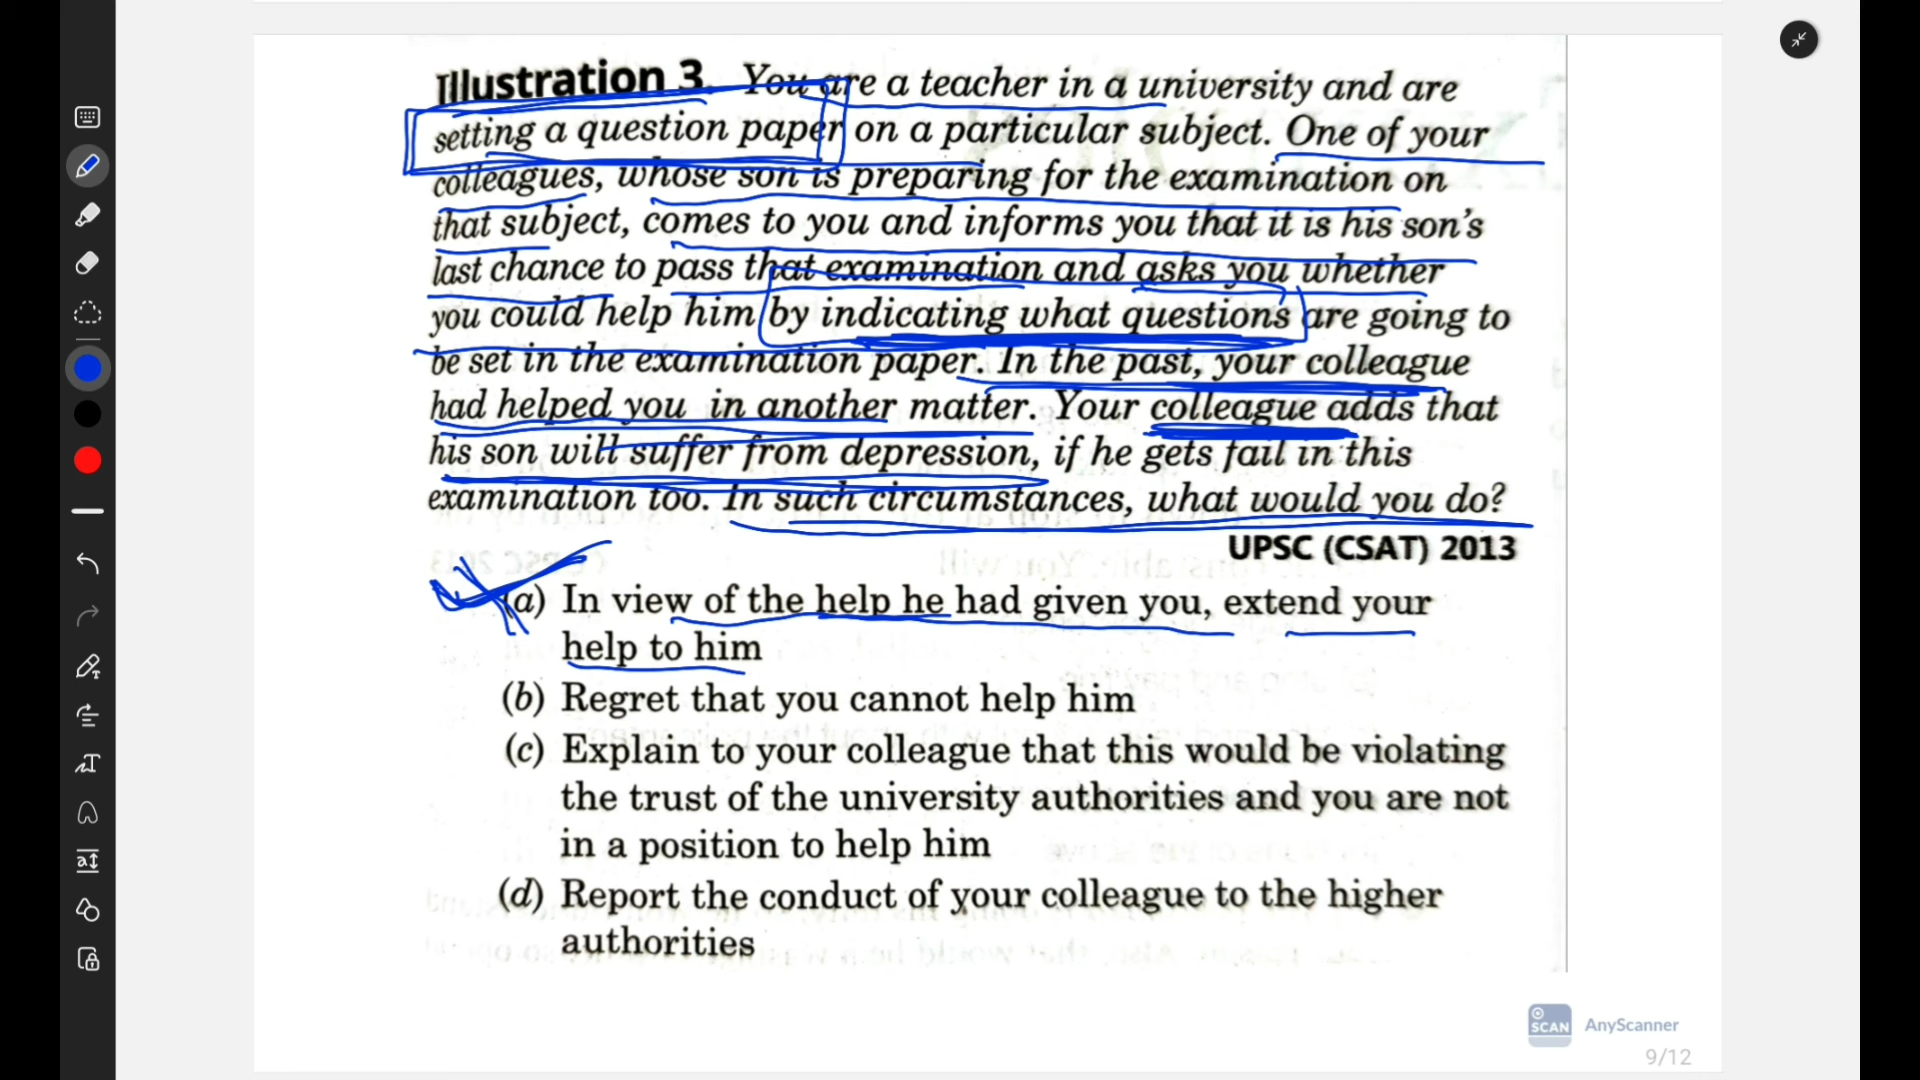 Illustration 3. You are a teacher in a university and are
setting a question paper on a particular subject. One of your
colleagues, whose son is preparing for the examination on
that subject, comes to you and informs you that it is his son's
last chance to pass that examination and asks you whether
you could help him by indicating what questions are going to
be set in the examination paper. In the past, your colleague
had helped you in another matter. Your colleague adds that
his son will suffer from depression, if he gets fail in this
examination too. In such circumstances, what would you do?
UPSC (CSAT) 2013
(a) In view of the help he had given you, extend your
help to him
(b) Regret that you cannot help him
(c) Explain to your colleague that this would be violating
the trust of the university authorities and you are not
in a position to help him
(d) Report the conduct of your colleague to the higher
authorities
SCAN AnyScanner
9/12